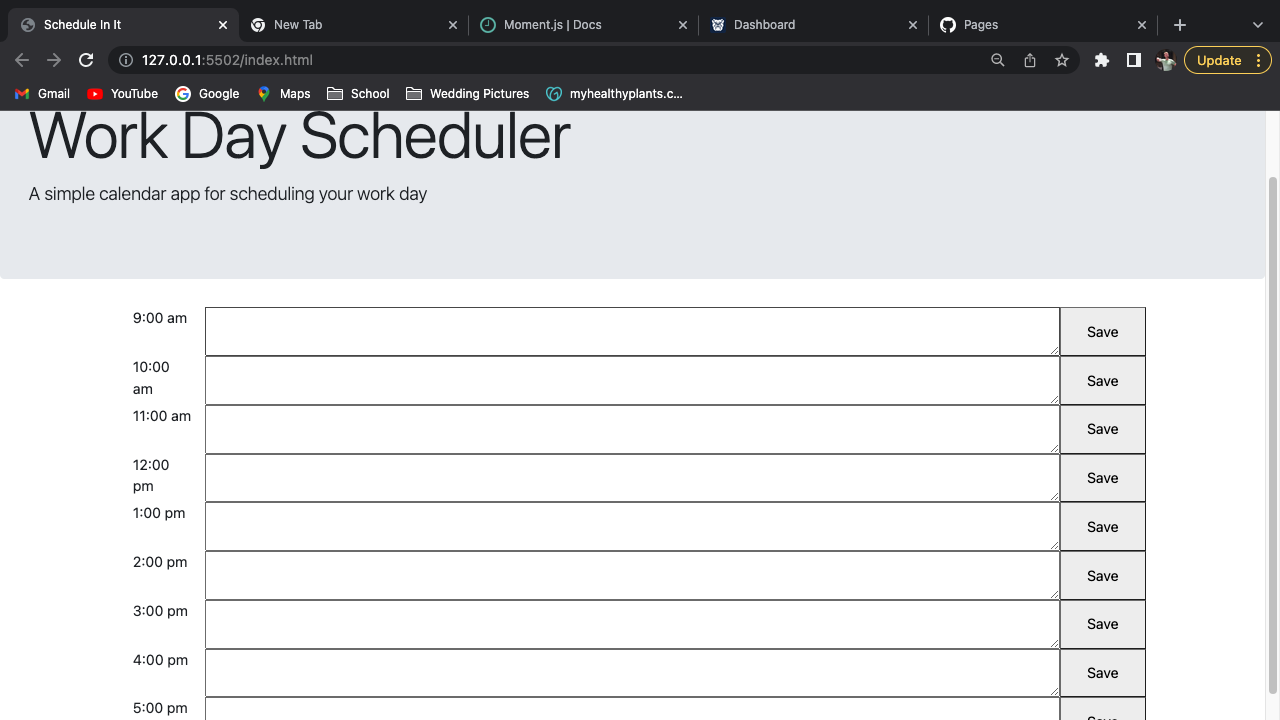 Schedule In It
New Tab
Moment.js | Docs
Dashboard
Pages
127.0.0.1:5502/index.html
Update
Gmail
YouTube
Google
Maps
School
Wedding Pictures
myhealthyplants.c...
Work Day Scheduler
A simple calendar app for scheduling your work day
9:00 am
Save
10:00
am
Save
11:00 am
Save
12:00
pm
Save
1:00 pm
Save
2:00 pm
Save
3:00 pm
Save
4:00 pm
Save
5:00 pm
Save